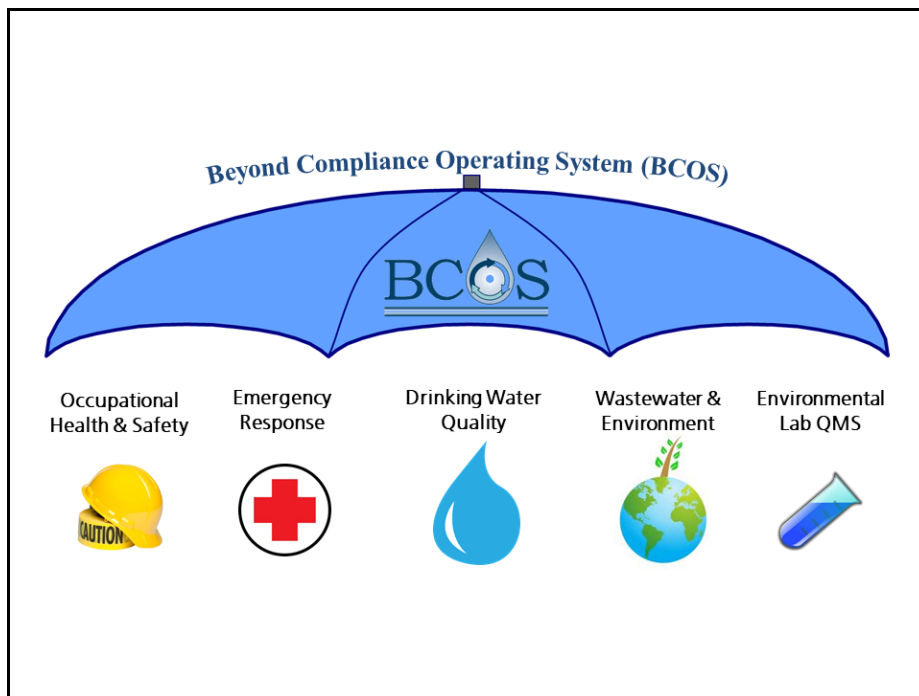 Beyond Compliance Operating System (BCOS)
BCOS
Occupational
Health & Safety
Emergency
Response
Drinking Water
Quality
Wastewater &
Environment
Environmental
Lab QMS
CAUTION